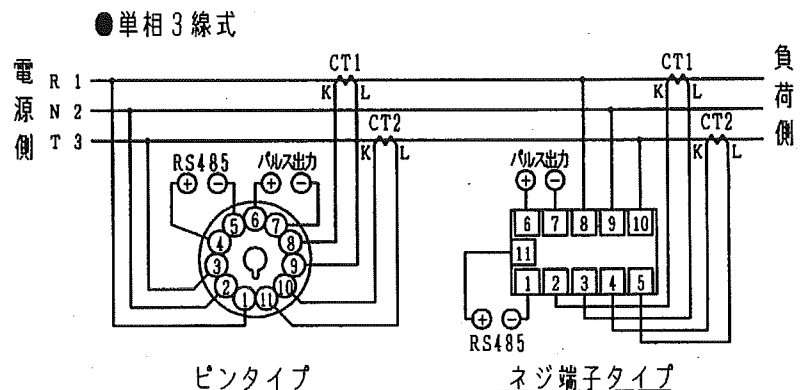 ●単相3線式
電源側
R 1
N 2
T 3
CT1
K L
CT2
K L
RS485
+ -
パルス出力
+ -
1 2 3 4 5 6 7 8 9 10 11
ピンタイプ
CT1
K L
CT2
K L
負荷側
パルス出力
+ -
6 7 8 9 10
11
1 2 3 4 5
+ -
RS485
ネジ端子タイプ